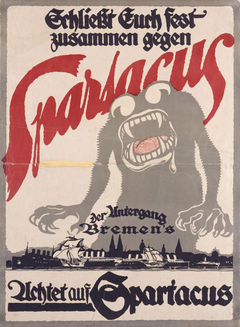 Schließt Euch fest
zusammen gegen
Spartacus
der Untergang
Bremen's
Achtet auf Spartacus